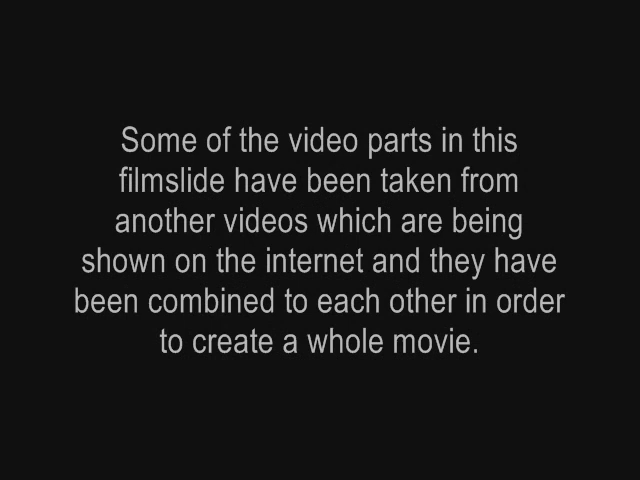 Some of the video parts in this
filmslide have been taken from
another videos which are being
shown on the internet and they have
been combined to each other in order
to create a whole movie.